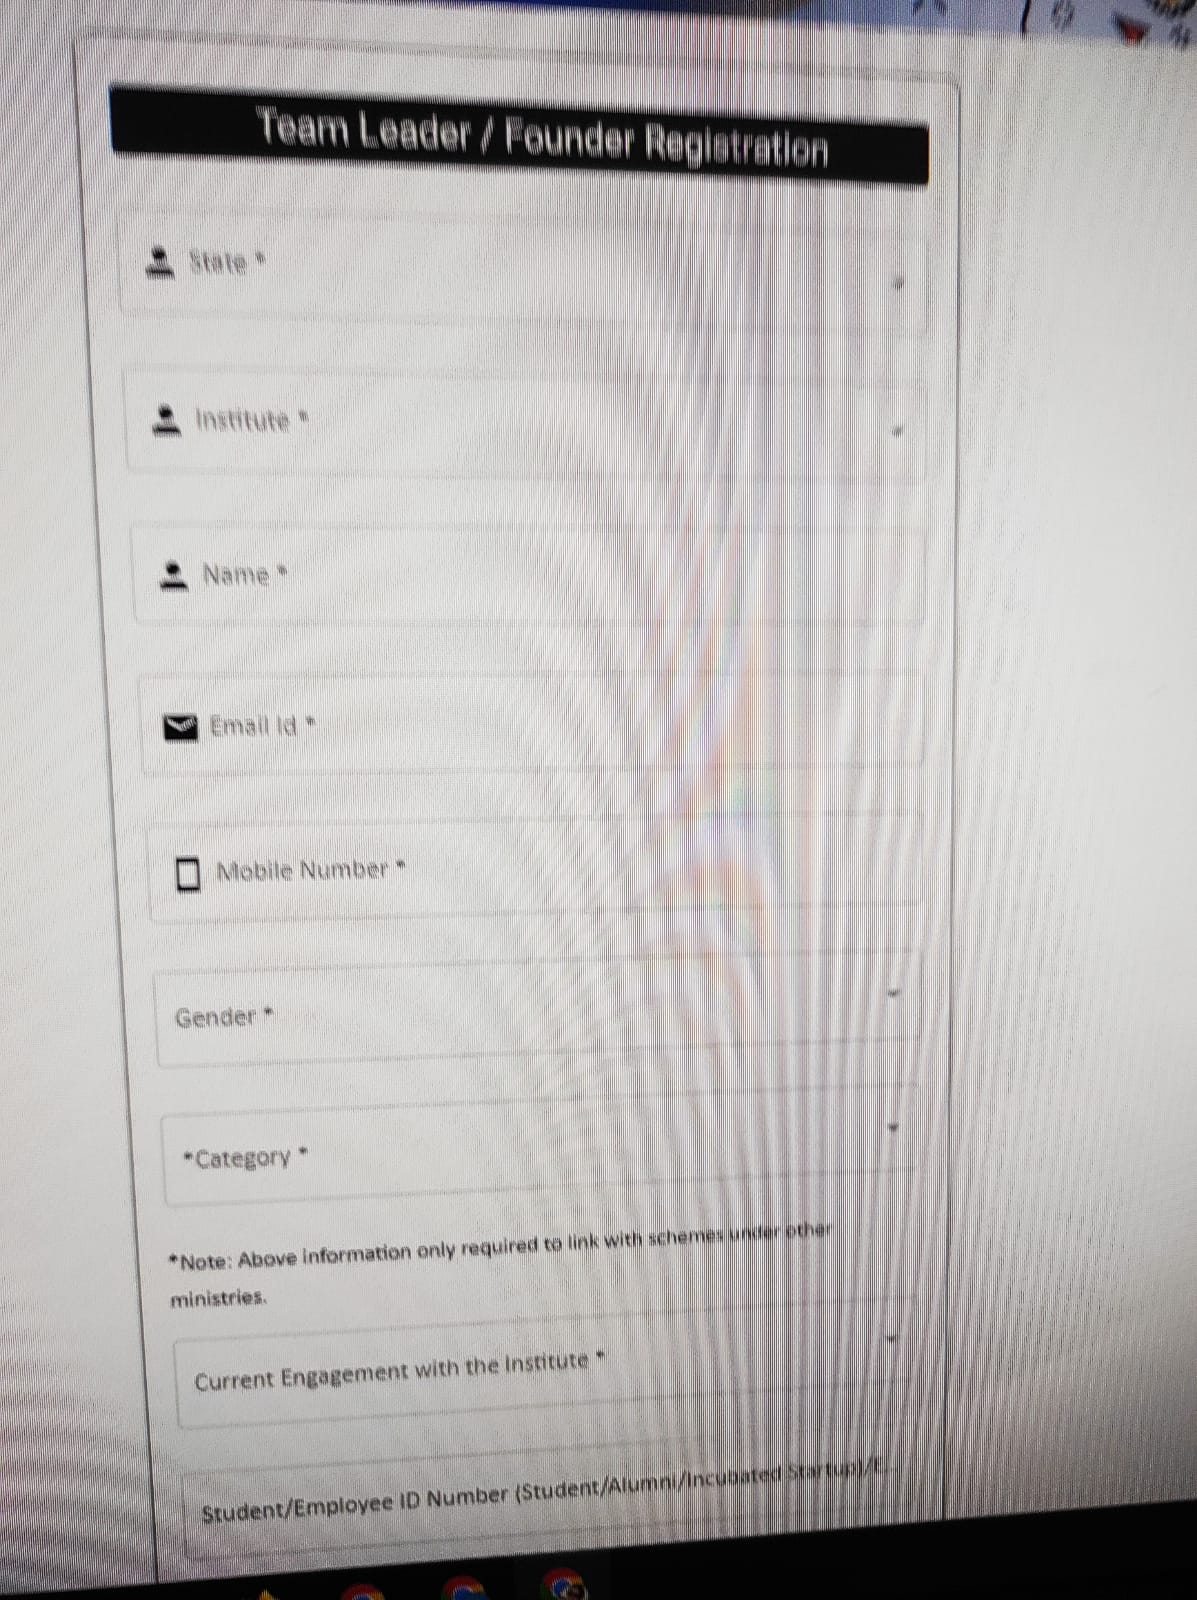 Team Leader / Founder Registration
State *
Institute *
Name *
Email Id *
Mobile Number *
Gender *
*Category *
*Note: Above information only required to link with schemes under other
ministries.
Current Engagement with the Institute *
Student/Employee ID Number (Student/Alumni/Incubated Startup)/E...